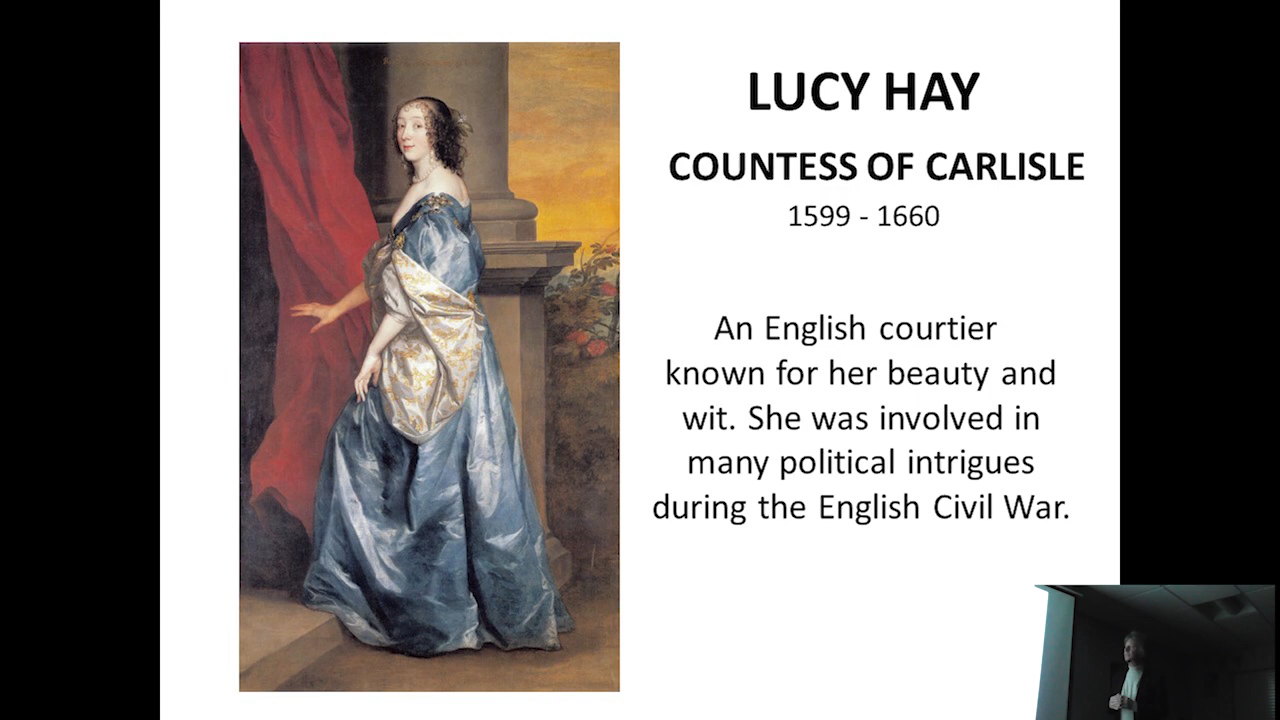 LUCY HAY
COUNTESS OF CARLISLE
1599 - 1660
An English courtier
known for her beauty and
wit. She was involved in
many political intrigues
during the English Civil War.